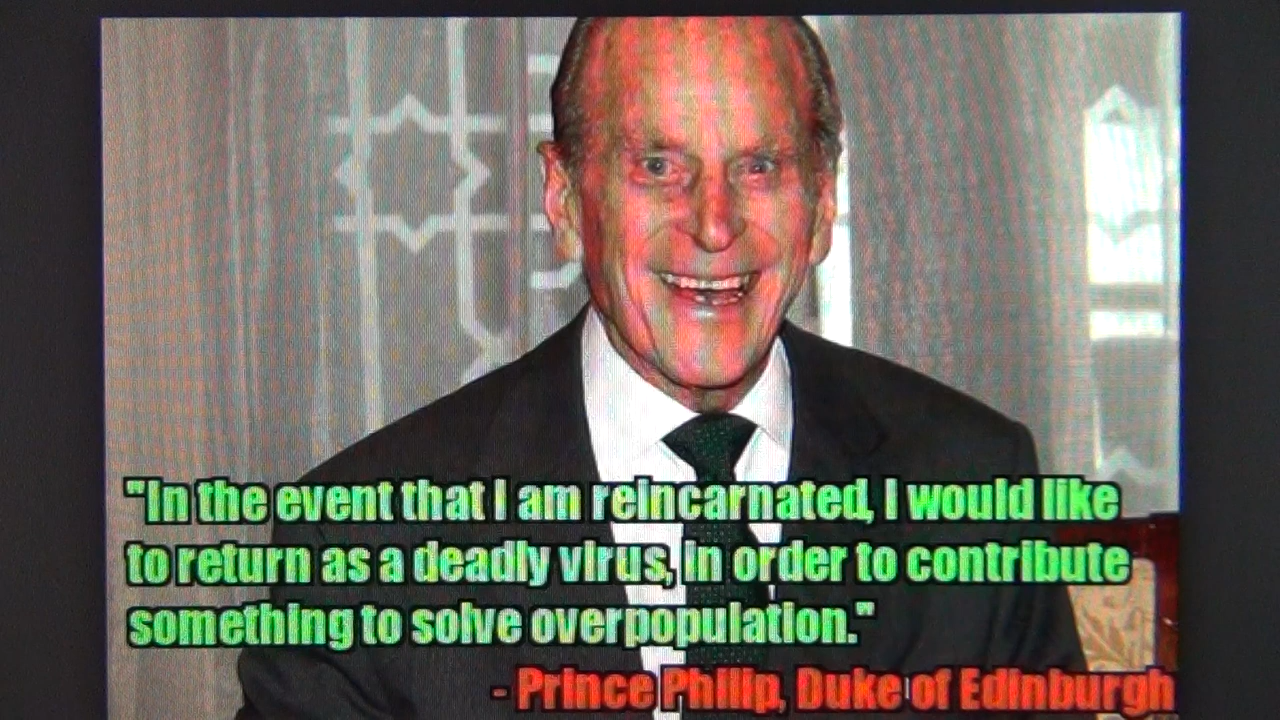 "In the event that I am reincarnated, I would like
to return as a deadly virus, in order to contribute
something to solve overpopulation."
- Prince Philip, Duke of Edinburgh